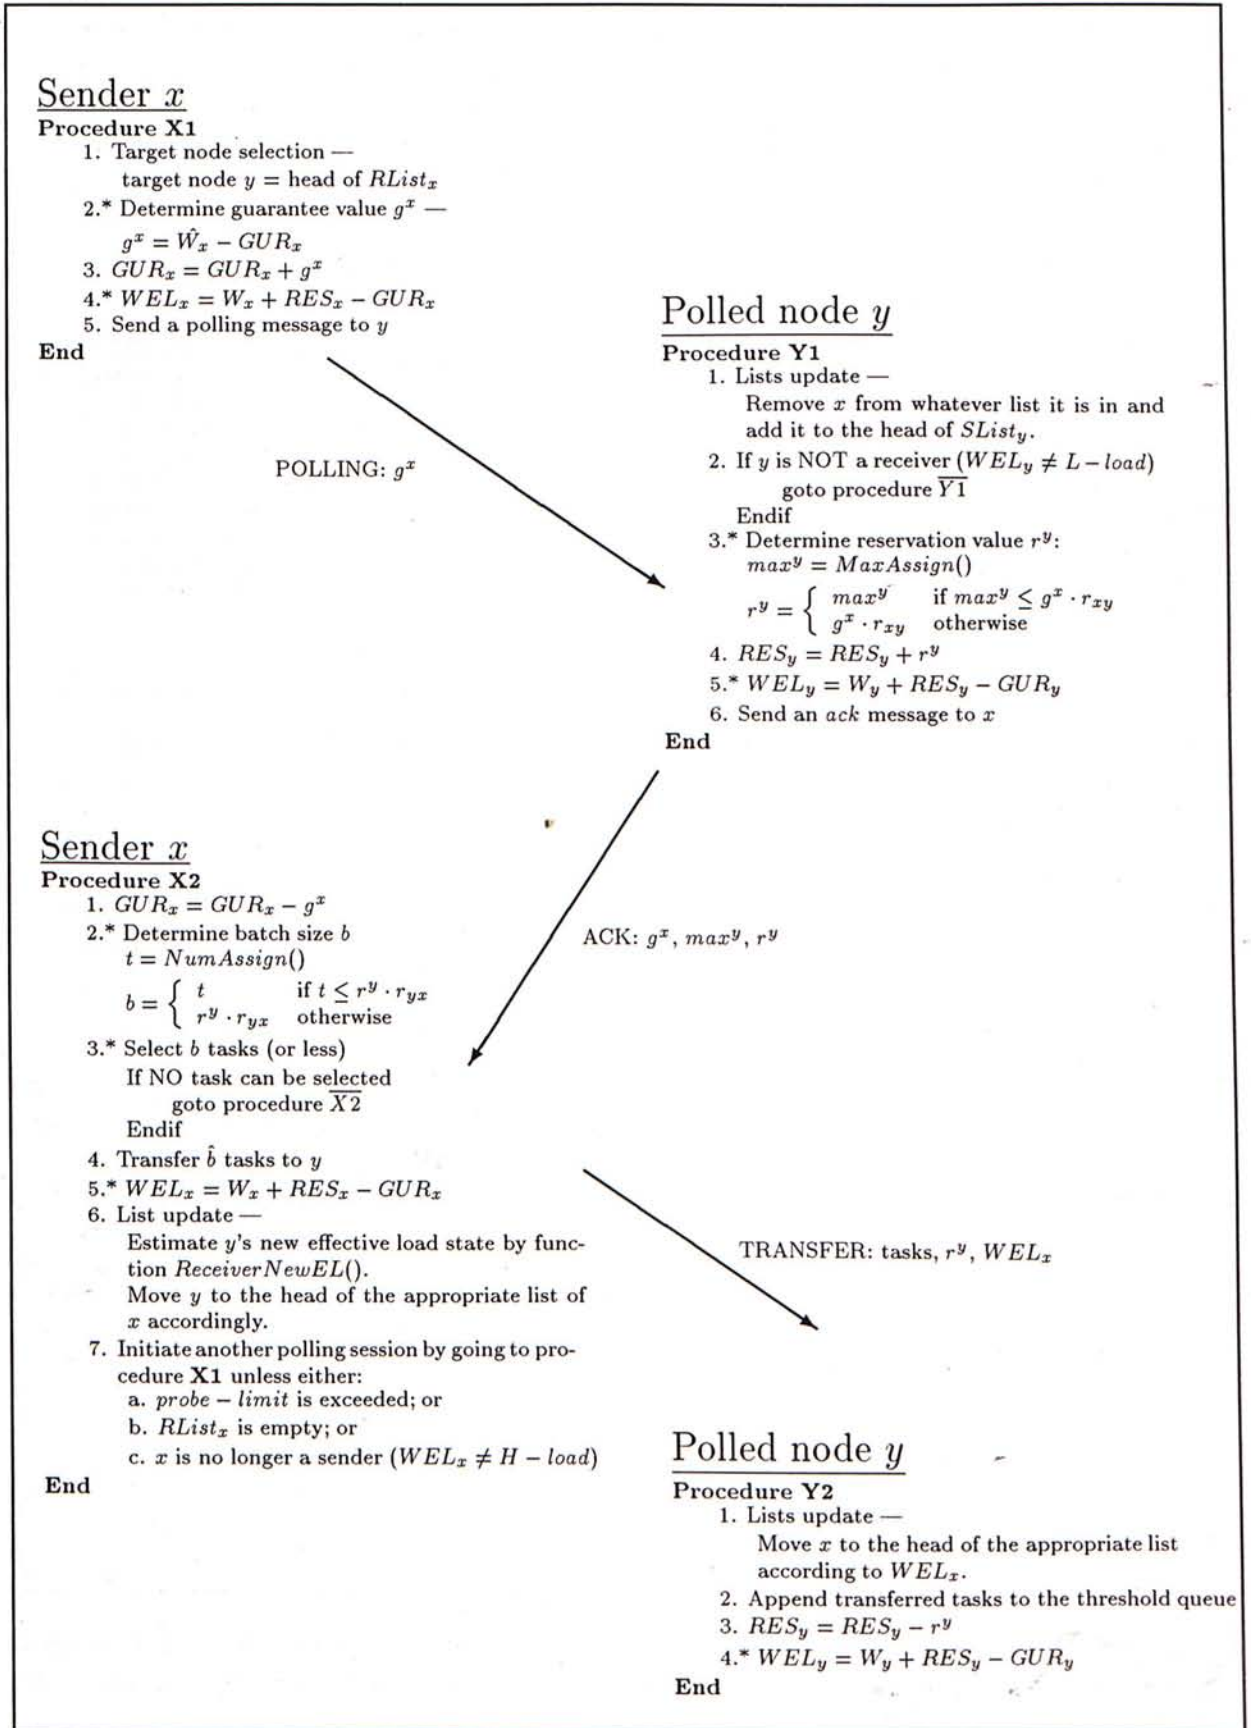 Sender x
Procedure X1
1. Target node selection —
target node y = head of RList_x
2.* Determine guarantee value g^x —
g^x = Ŵ_x − GUR_x
3. GUR_x = GUR_x + g^x
4.* WEL_x = W_x + RES_x − GUR_x
5. Send a polling message to y
End
POLLING: g^x
Polled node y
Procedure Y1
1. Lists update —
Remove x from whatever list it is in and
add it to the head of SList_y.
2. If y is NOT a receiver (WEL_y ≠ L − load)
goto procedure Y̅1̅
Endif
3.* Determine reservation value r^y:
max^y = MaxAssign()
r^y = { max^y if max^y ≤ g^x · r_xy
g^x · r_xy otherwise
4. RES_y = RES_y + r^y
5.* WEL_y = W_y + RES_y − GUR_y
6. Send an ack message to x
End
ACK: g^x, max^y, r^y
Sender x
Procedure X2
1. GUR_x = GUR_x − g^x
2.* Determine batch size b
t = NumAssign()
b = { t if t ≤ r^y · r_yx
r^y · r_yx otherwise
3.* Select b tasks (or less)
If NO task can be selected
goto procedure X̅2̅
Endif
4. Transfer b̂ tasks to y
5.* WEL_x = W_x + RES_x − GUR_x
6. List update —
Estimate y's new effective load state by func-
tion ReceiverNewEL().
Move y to the head of the appropriate list of
x accordingly.
7. Initiate another polling session by going to pro-
cedure X1 unless either:
a. probe − limit is exceeded; or
b. RList_x is empty; or
c. x is no longer a sender (WEL_x ≠ H − load)
End
TRANSFER: tasks, r^y, WEL_x
Polled node y
Procedure Y2
1. Lists update —
Move x to the head of the appropriate list
according to WEL_x.
2. Append transferred tasks to the threshold queue
3. RES_y = RES_y − r^y
4.* WEL_y = W_y + RES_y − GUR_y
End